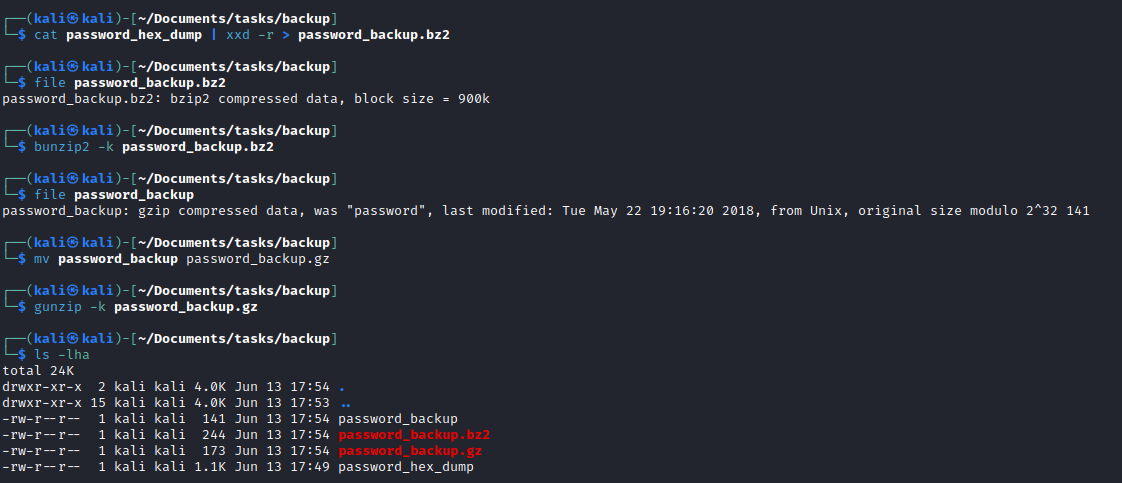 ┌──(kali㉿kali)-[~/Documents/tasks/backup]
└─$ cat password_hex_dump | xxd -r > password_backup.bz2
┌──(kali㉿kali)-[~/Documents/tasks/backup]
└─$ file password_backup.bz2
password_backup.bz2: bzip2 compressed data, block size = 900k
┌──(kali㉿kali)-[~/Documents/tasks/backup]
└─$ bunzip2 -k password_backup.bz2
┌──(kali㉿kali)-[~/Documents/tasks/backup]
└─$ file password_backup
password_backup: gzip compressed data, was "password", last modified: Tue May 22 19:16:20 2018, from Unix, original size modulo 2^32 141
┌──(kali㉿kali)-[~/Documents/tasks/backup]
└─$ mv password_backup password_backup.gz
┌──(kali㉿kali)-[~/Documents/tasks/backup]
└─$ gunzip -k password_backup.gz
┌──(kali㉿kali)-[~/Documents/tasks/backup]
└─$ ls -lha
total 24K
drwxr-xr-x  2 kali kali 4.0K Jun 13 17:54 .
drwxr-xr-x 15 kali kali 4.0K Jun 13 17:53 ..
-rw-r--r--  1 kali kali  141 Jun 13 17:54 password_backup
-rw-r--r--  1 kali kali  244 Jun 13 17:54 password_backup.bz2
-rw-r--r--  1 kali kali  173 Jun 13 17:54 password_backup.gz
-rw-r--r--  1 kali kali 1.1K Jun 13 17:49 password_hex_dump